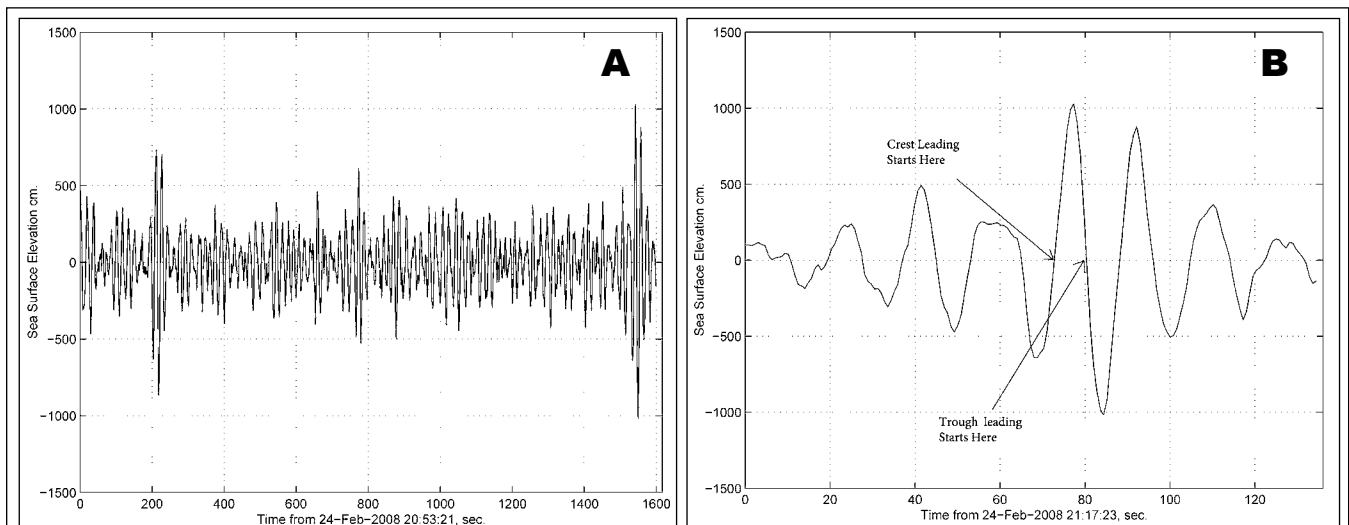 A
1500
1000
500
0
−500
−1000
−1500
Sea Surface Elevation cm.
0 200 400 600 800 1000 1200 1400 1600
Time from 24−Feb−2008 20:53:21, sec.
B
1500
1000
500
0
−500
−1000
−1500
Sea Surface Elevation cm.
Crest Leading
Starts Here
Trough leading
Starts Here
0 20 40 60 80 100 120
Time from 24−Feb−2008 21:17:23, sec.